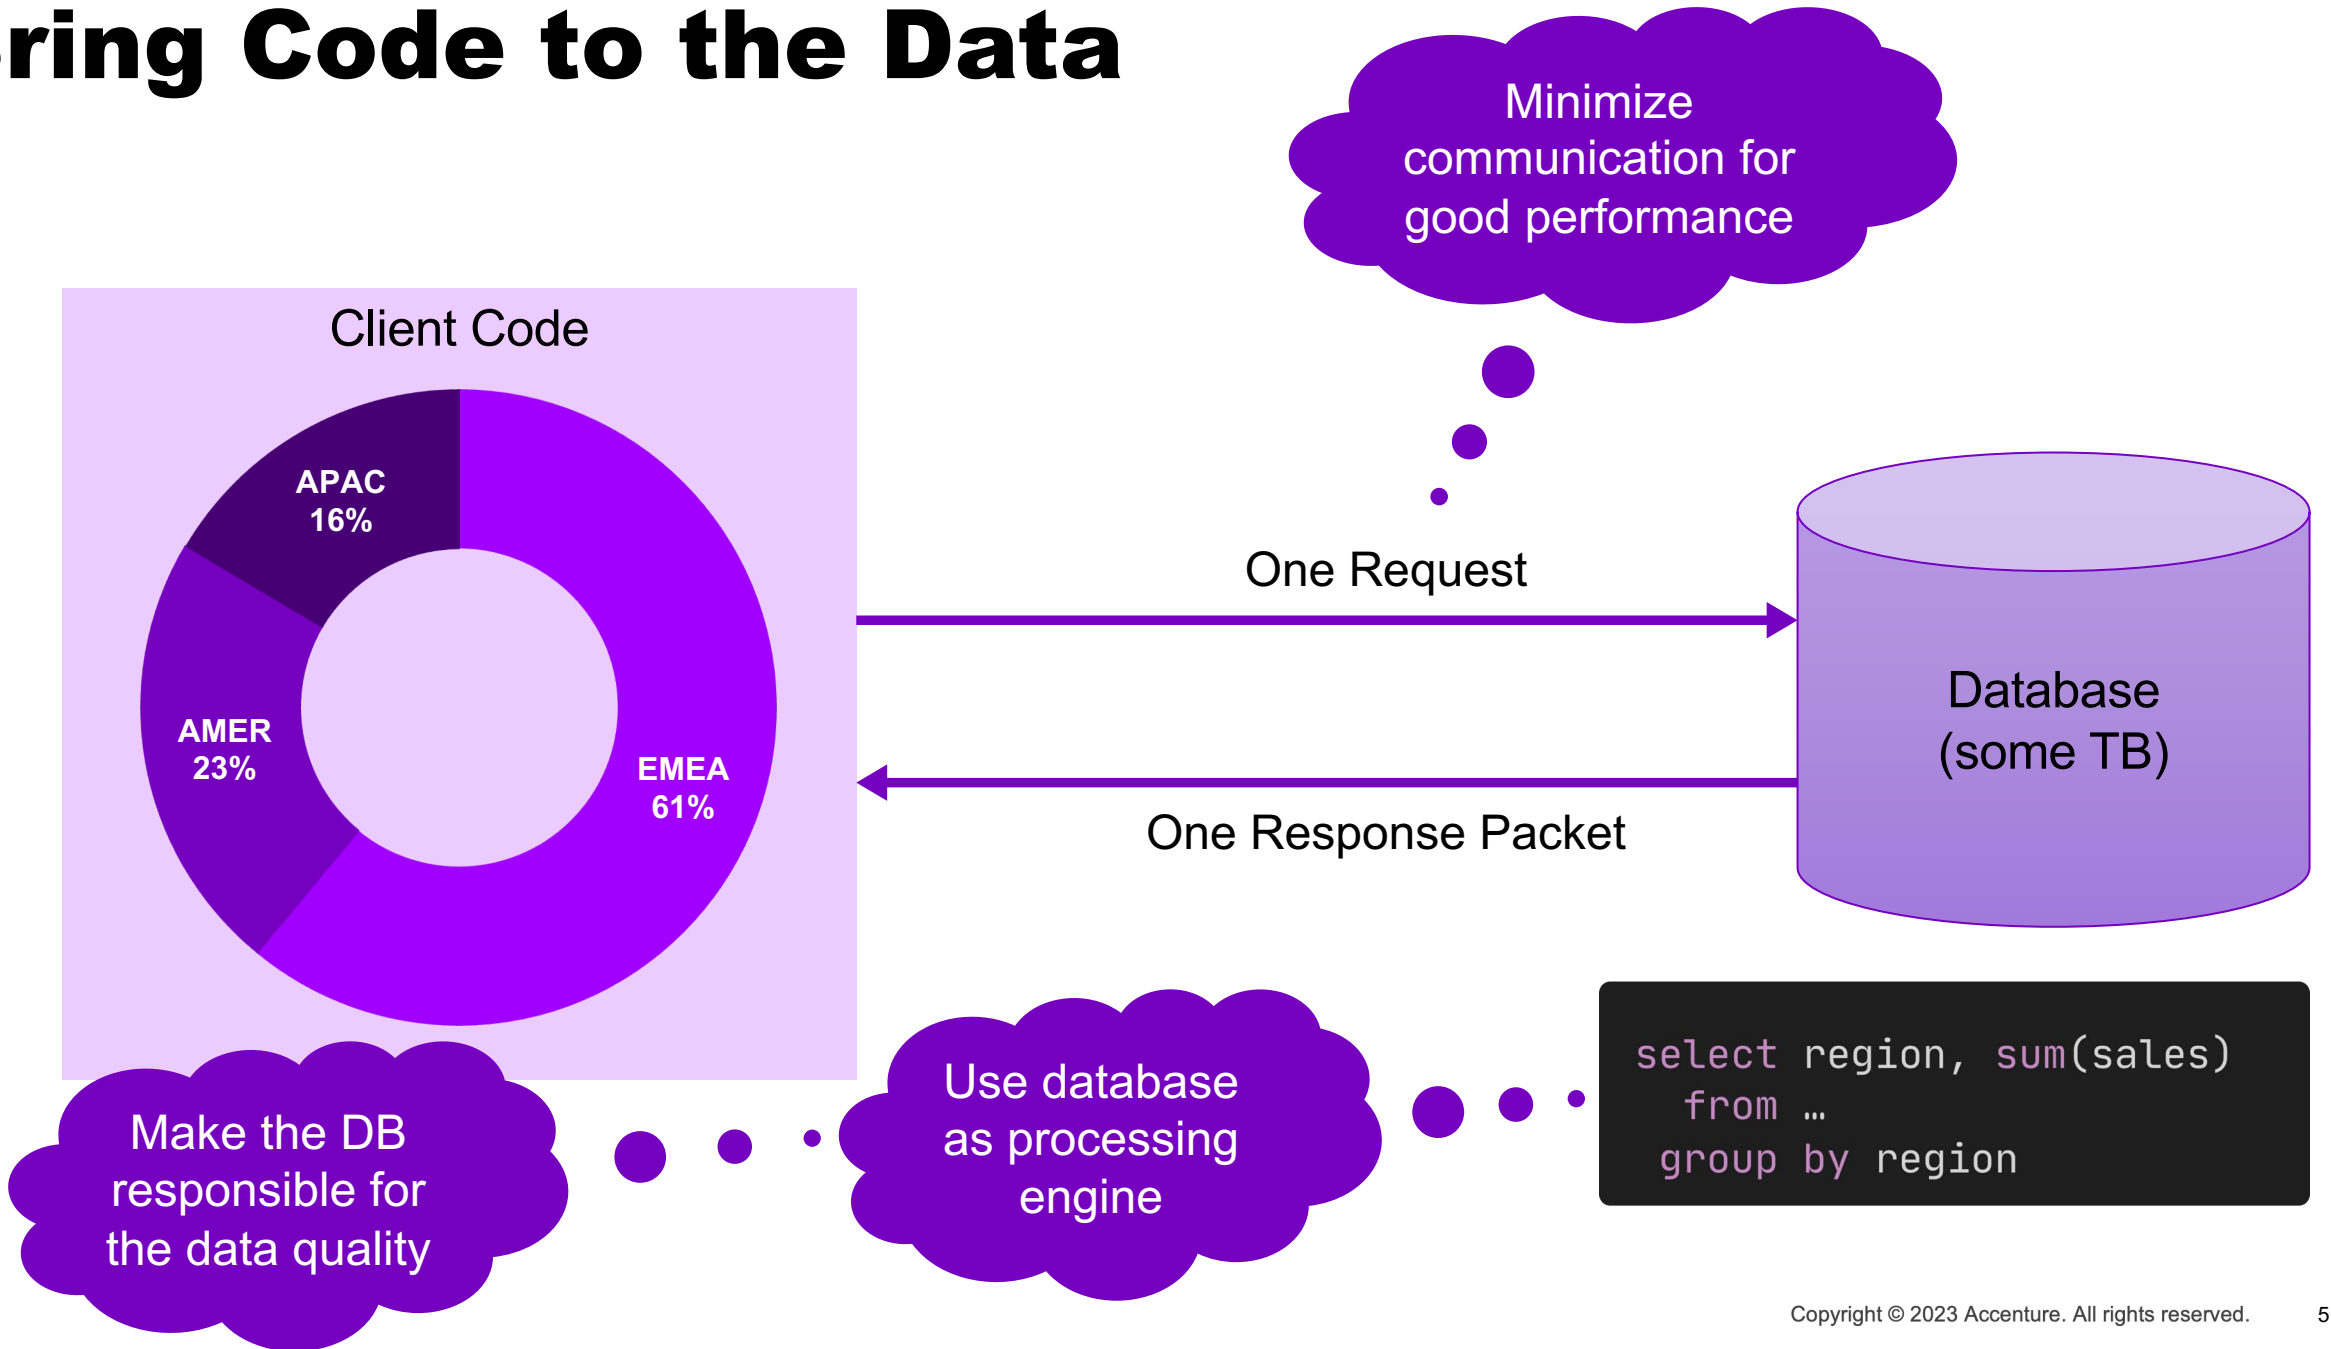 ring Code to the Data
Minimize
communication for
good performance
Client Code
APAC
16%
AMER
23%
EMEA
61%
One Request
One Response Packet
Database
(some TB)
Make the DB
responsible for
the data quality
Use database
as processing
engine
select region, sum(sales)
from …
group by region
Copyright © 2023 Accenture. All rights reserved.
5